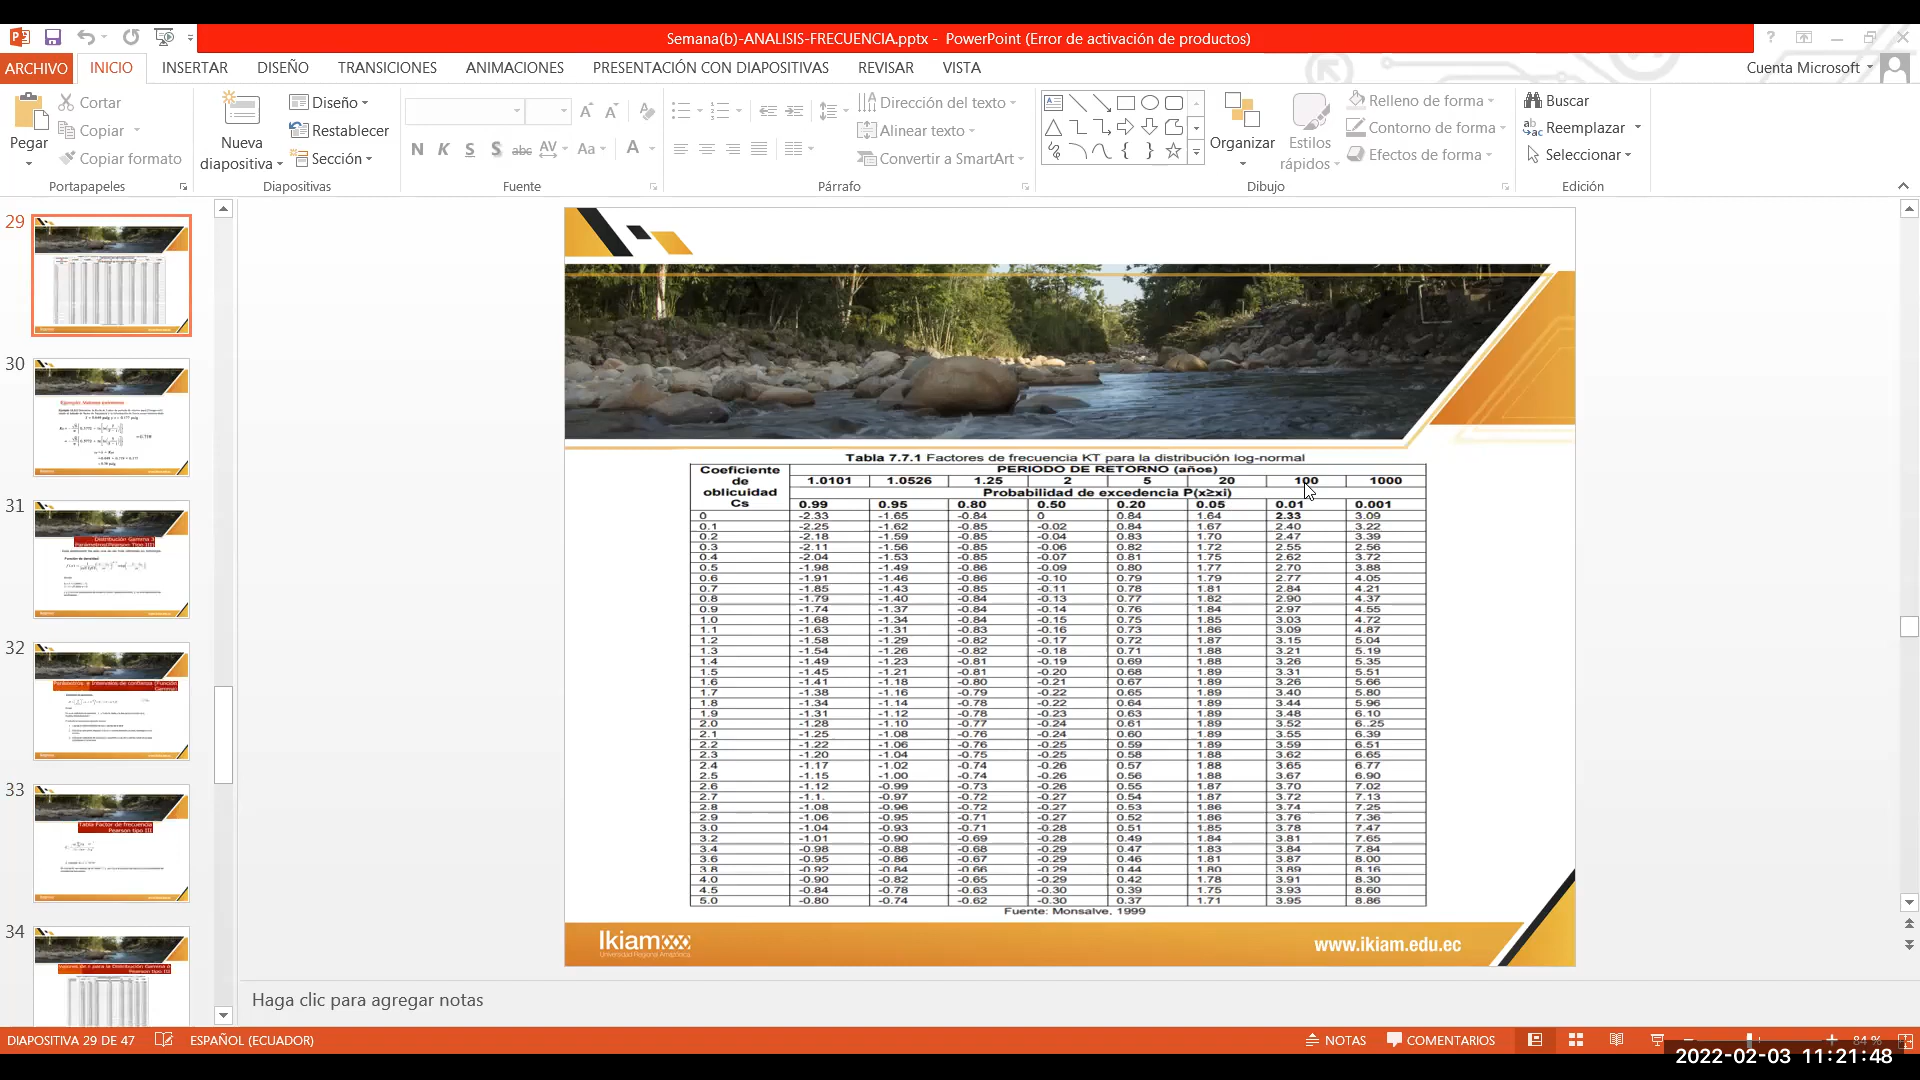 Semana(b)-ANALISIS-FRECUENCIA.pptx - PowerPoint (Error de activación de productos)
ARCHIVO INICIO INSERTAR DISEÑO TRANSICIONES ANIMACIONES PRESENTACIÓN CON DIAPOSITIVAS REVISAR VISTA Cuenta Microsoft
Pegar Cortar Copiar Copiar formato
Portapapeles
Nueva diapositiva Diseño Restablecer Sección
Diapositivas
N K S S abc AV Aa A
Fuente
Dirección del texto
Alinear texto
Convertir a SmartArt
Párrafo
Organizar Estilos rápidos
Relleno de forma
Contorno de forma
Efectos de forma
Dibujo
Buscar
Reemplazar
Seleccionar
Edición
29
30
31
32
33
34
Tabla 7.7.1 Factores de frecuencia KT para la distribución log-normal
Coeficiente de oblicuidad Cs
PERIODO DE RETORNO (años)
1.0101 1.0526 1.25 2 5 20 100 1000
Probabilidad de excedencia P(x≥xi)
0.99 0.95 0.80 0.50 0.20 0.05 0.01 0.001
0 -2.33 -1.65 -0.84 0 0.84 1.64 2.33 3.09
0.1 -2.25 -1.62 -0.85 -0.02 0.84 1.67 2.40 3.22
0.2 -2.18 -1.59 -0.85 -0.04 0.83 1.70 2.47 3.39
0.3 -2.11 -1.56 -0.85 -0.06 0.82 1.72 2.55 2.56
0.4 -2.04 -1.53 -0.85 -0.07 0.81 1.75 2.62 3.72
0.5 -1.98 -1.49 -0.86 -0.09 0.80 1.77 2.70 3.88
0.6 -1.91 -1.46 -0.86 -0.10 0.79 1.79 2.77 4.05
0.7 -1.85 -1.43 -0.85 -0.11 0.78 1.81 2.84 4.21
0.8 -1.79 -1.40 -0.84 -0.13 0.77 1.82 2.90 4.37
0.9 -1.74 -1.37 -0.84 -0.14 0.76 1.84 2.97 4.55
1.0 -1.68 -1.34 -0.84 -0.15 0.75 1.85 3.03 4.72
1.1 -1.63 -1.31 -0.83 -0.16 0.73 1.86 3.09 4.87
1.2 -1.58 -1.29 -0.82 -0.17 0.72 1.87 3.15 5.04
1.3 -1.54 -1.26 -0.82 -0.18 0.71 1.88 3.21 5.19
1.4 -1.49 -1.23 -0.81 -0.19 0.69 1.88 3.26 5.35
1.5 -1.45 -1.21 -0.81 -0.20 0.68 1.89 3.31 5.51
1.6 -1.41 -1.18 -0.80 -0.21 0.67 1.89 3.26 5.66
1.7 -1.38 -1.16 -0.79 -0.22 0.65 1.89 3.40 5.80
1.8 -1.34 -1.14 -0.78 -0.22 0.64 1.89 3.44 5.96
1.9 -1.31 -1.12 -0.78 -0.23 0.63 1.89 3.48 6.10
2.0 -1.28 -1.10 -0.77 -0.24 0.61 1.89 3.52 6..25
2.1 -1.25 -1.08 -0.76 -0.24 0.60 1.89 3.55 6.39
2.2 -1.22 -1.06 -0.76 -0.25 0.59 1.89 3.59 6.51
2.3 -1.20 -1.04 -0.75 -0.25 0.58 1.88 3.62 6.65
2.4 -1.17 -1.02 -0.74 -0.26 0.57 1.88 3.65 6.77
2.5 -1.15 -1.00 -0.74 -0.26 0.56 1.88 3.67 6.90
2.6 -1.12 -0.99 -0.73 -0.26 0.55 1.87 3.70 7.02
2.7 -1.1. -0.97 -0.72 -0.27 0.54 1.87 3.72 7.13
2.8 -1.08 -0.96 -0.72 -0.27 0.53 1.86 3.74 7.25
2.9 -1.06 -0.95 -0.71 -0.27 0.52 1.86 3.76 7.36
3.0 -1.04 -0.93 -0.71 -0.28 0.51 1.85 3.78 7.47
3.2 -1.01 -0.90 -0.69 -0.28 0.49 1.84 3.81 7.65
3.4 -0.98 -0.88 -0.68 -0.29 0.47 1.83 3.84 7.84
3.6 -0.95 -0.86 -0.67 -0.29 0.46 1.81 3.87 8.00
3.8 -0.92 -0.84 -0.66 -0.29 0.44 1.80 3.89 8.16
4.0 -0.90 -0.82 -0.65 -0.29 0.42 1.78 3.91 8.30
4.5 -0.84 -0.78 -0.63 -0.30 0.39 1.75 3.93 8.60
5.0 -0.80 -0.74 -0.62 -0.30 0.37 1.71 3.95 8.86
Fuente: Monsalve, 1999
Ikiam
Universidad Regional Amazónica
www.ikiam.edu.ec
Haga clic para agregar notas
DIAPOSITIVA 29 DE 47 ESPAÑOL (ECUADOR) NOTAS COMENTARIOS 84 %
2022-02-03 11:21:48